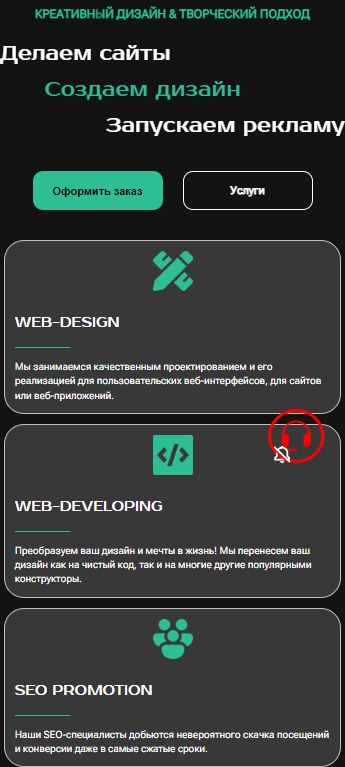 КРЕАТИВНЫЙ ДИЗАЙН & ТВОРЧЕСКИЙ ПОДХОД
Делаем сайты
Создаем дизайн
Запускаем рекламу
Оформить заказ
Услуги
WEB-DESIGN
Мы занимаемся качественным проектированием и его
реализацией для пользовательских веб-интерфейсов, для сайтов
или веб-приложений.
WEB-DEVELOPING
Преобразуем ваш дизайн и мечты в жизнь! Мы перенесем ваш
дизайн как на чистый код, так и на многие другие популярными
конструкторы.
SEO PROMOTION
Наши SEO-специалисты добьются невероятного скачка посещений
и конверсии даже в самые сжатые сроки.